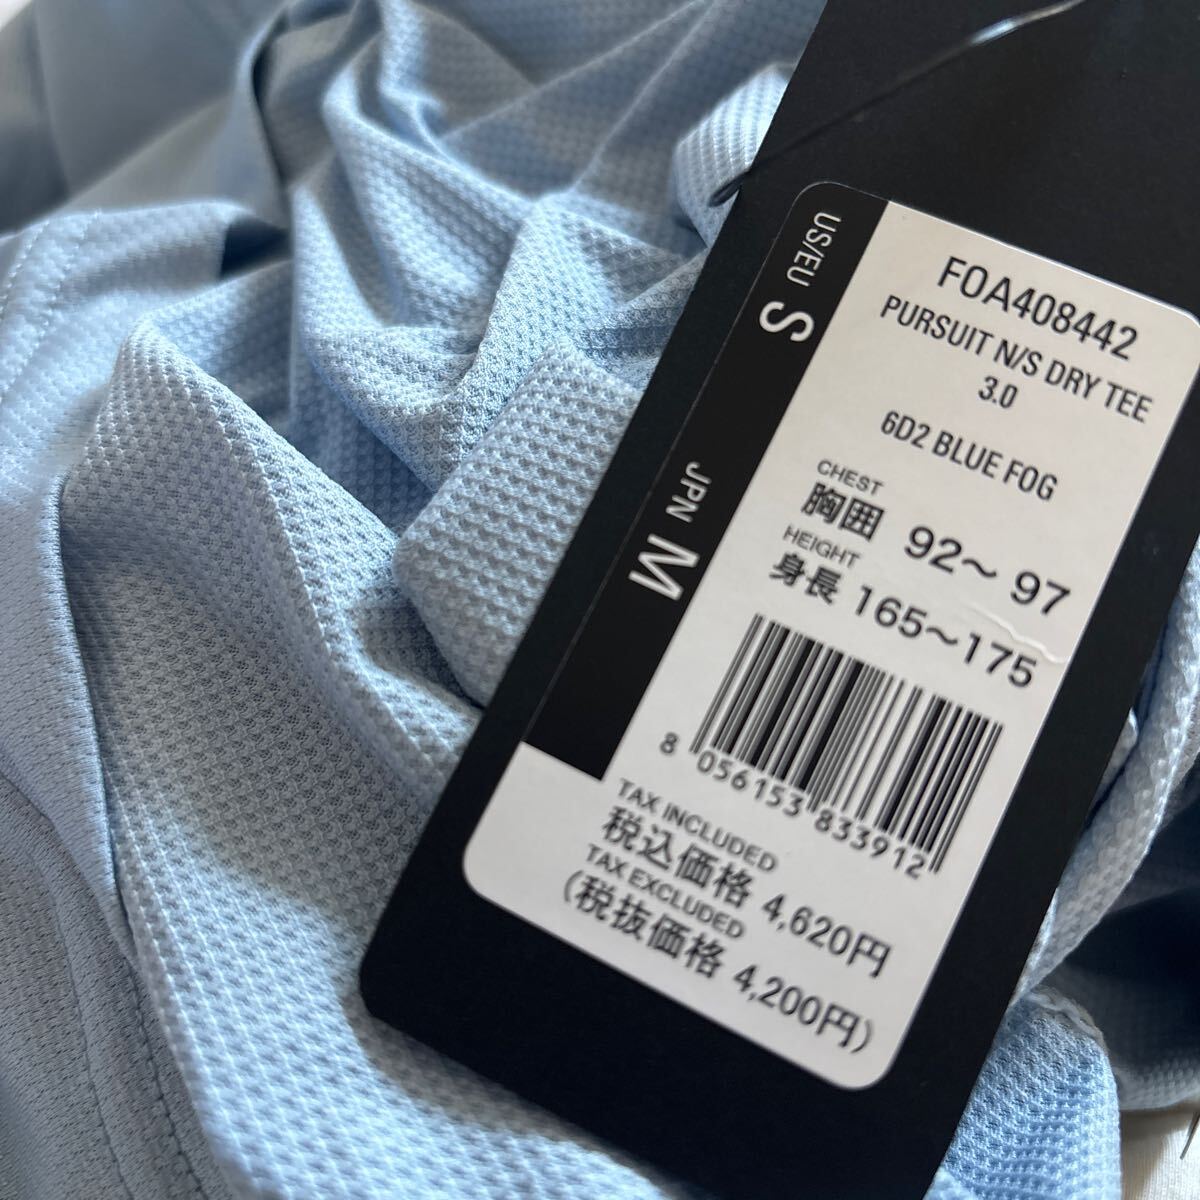 US/EU S
JPN M
FOA408442
PURSUIT N/S DRY TEE
3.0
6D2 BLUE FOG
CHEST
胸囲 92～ 97
HEIGHT
身長 165～175
8 056153 833912
TAX INCLUDED
税込価格 4,620円
TAX EXCLUDED
(税抜価格 4,200円)